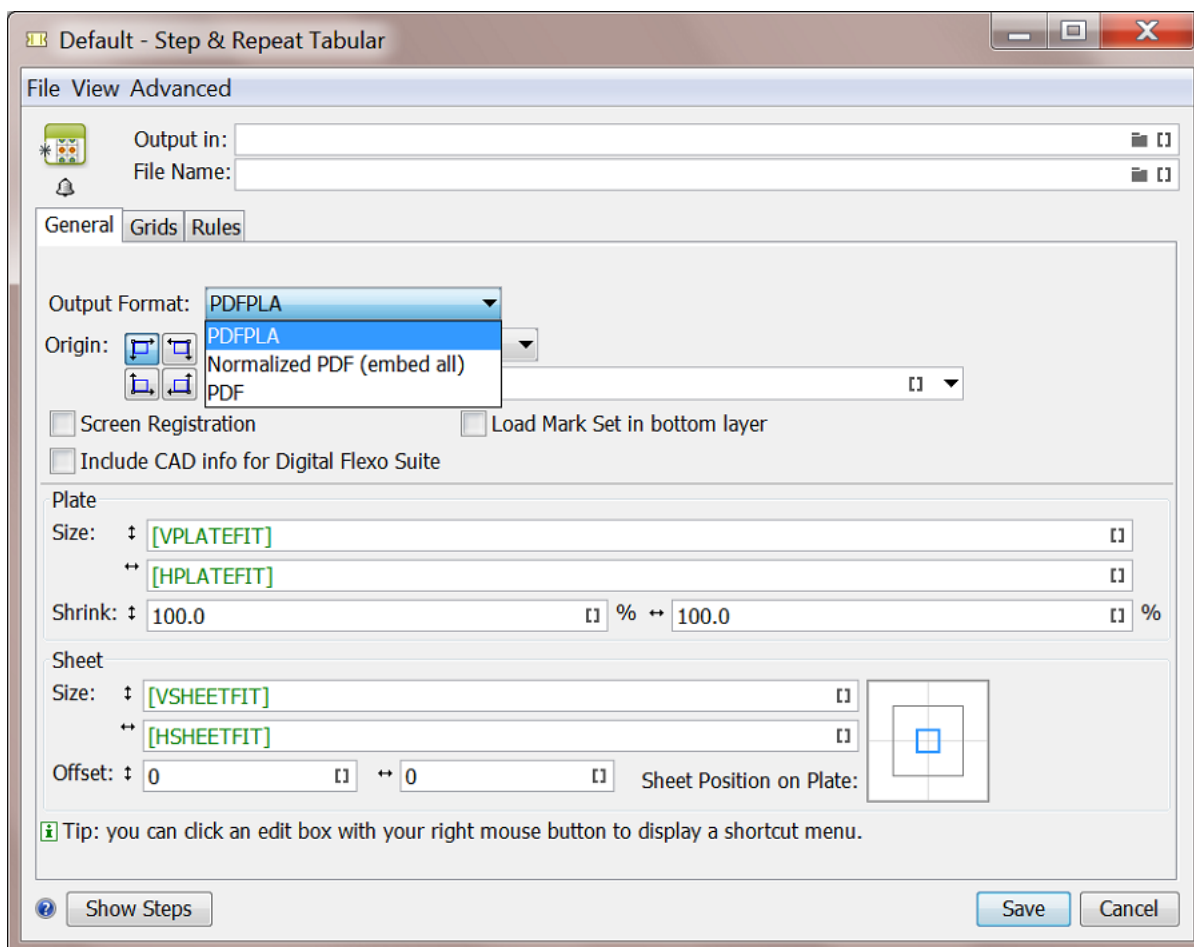 Default - Step & Repeat Tabular
File View Advanced
Output in:
File Name:
General Grids Rules
Output Format: PDFPLA
PDFPLA
Origin:
Normalized PDF (embed all)
PDF
Screen Registration Load Mark Set in bottom layer
Include CAD info for Digital Flexo Suite
Plate
Size: [VPLATEFIT]
[HPLATEFIT]
Shrink: 100.0 % 100.0 %
Sheet
Size: [VSHEETFIT]
[HSHEETFIT]
Offset: 0 0 Sheet Position on Plate:
Tip: you can click an edit box with your right mouse button to display a shortcut menu.
Show Steps Save Cancel